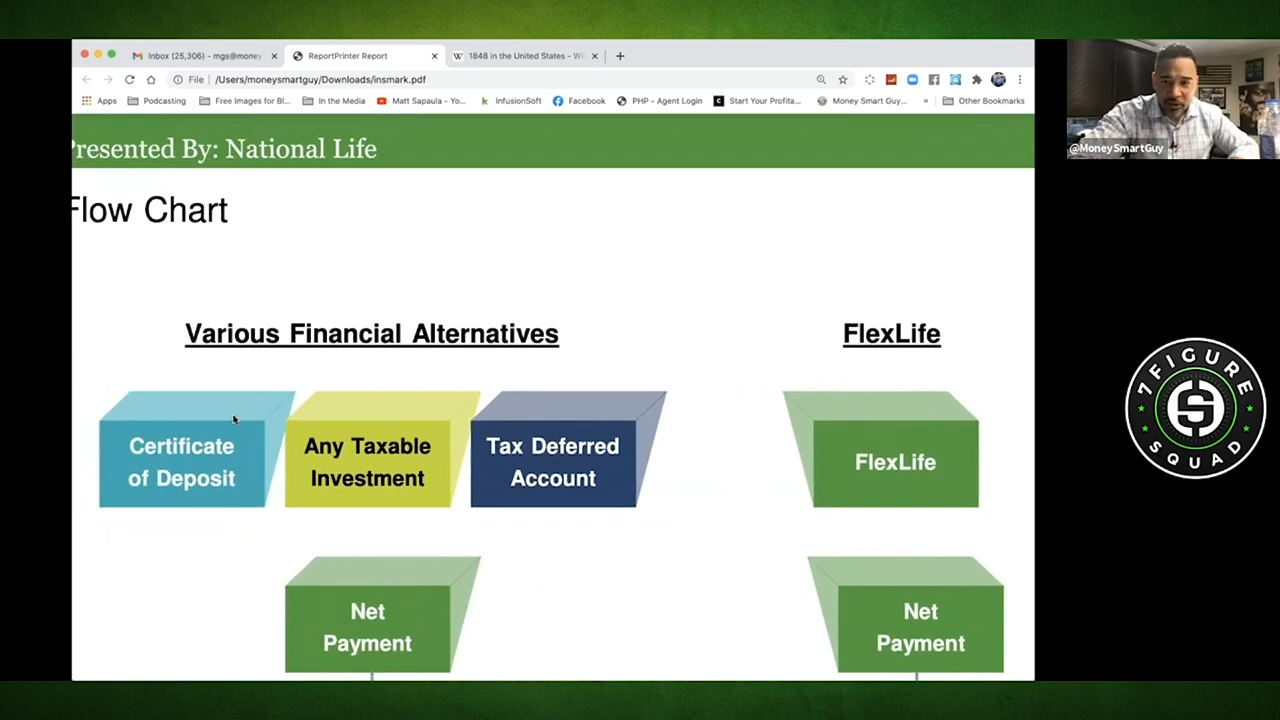 Inbox (25,306) - mgs@money
ReportPrinter Report
1848 in the United States - Wi
File
/Users/moneysmartguy/Downloads/insmark.pdf
Apps
Podcasting
Free Images for Bl...
In the Media
Matt Sapaula - Yo...
InfusionSoft
Facebook
PHP - Agent Login
Start Your Profita...
Money Smart Guy...
»
Other Bookmarks
@MoneySmartGuy
Presented By: National Life
Flow Chart
Various Financial Alternatives
FlexLife
Certificate
of Deposit
Any Taxable
Investment
Tax Deferred
Account
FlexLife
Net
Payment
Net
Payment
7FIGURE
SQUAD